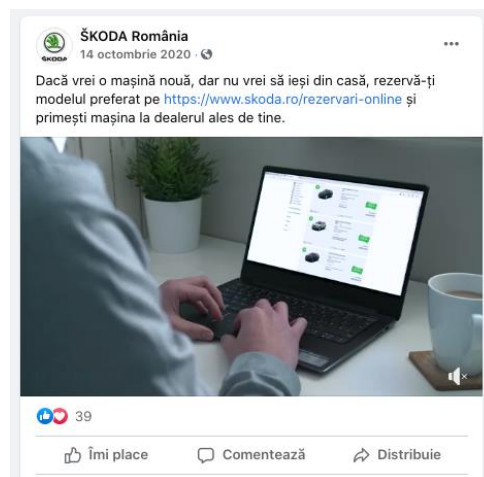 ŠKODA România
14 octombrie 2020 ·
Dacă vrei o mașină nouă, dar nu vrei să ieși din casă, rezervă-ți
modelul preferat pe https://www.skoda.ro/rezervari-online și
primești mașina la dealerul ales de tine.
39
Îmi place
Comentează
Distribuie